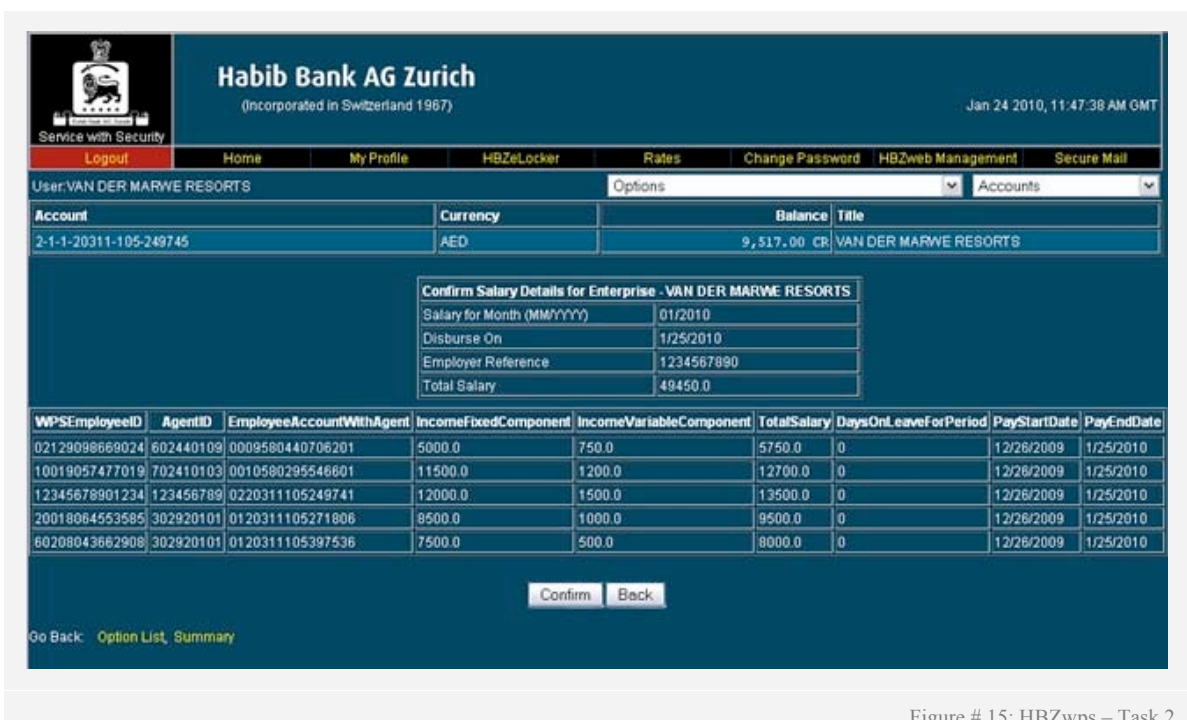 Habib Bank AG Zurich
(Incorporated in Switzerland 1967)
Jan 24 2010, 11:47:38 AM GMT
Service with Security
Logout Home My Profile HBZeLocker Rates Change Password HBZweb Management Secure Mail
User:VAN DER MARWE RESORTS Options Accounts
Account Currency Balance Title
2-1-1-20311-105-249745 AED 9,517.00 CR VAN DER MARWE RESORTS
Confirm Salary Details for Enterprise - VAN DER MARWE RESORTS
Salary for Month (MM/YYYY) 01/2010
Disburse On 1/25/2010
Employer Reference 1234567890
Total Salary 49450.0
WPSEmployeeID AgentID EmployeeAccountWithAgent IncomeFixedComponent IncomeVariableComponent TotalSalary DaysOnLeaveForPeriod PayStartDate PayEndDate
02129098669024 602440109 0009580440706201 5000.0 750.0 5750.0 0 12/26/2009 1/25/2010
10019057477019 702410103 0010580295546601 11500.0 1200.0 12700.0 0 12/26/2009 1/25/2010
12345678901234 123456789 0220311105249741 12000.0 1500.0 13500.0 0 12/26/2009 1/25/2010
20018064553585 302920101 0120311105271806 8500.0 1000.0 9500.0 0 12/26/2009 1/25/2010
60208043662908 302920101 0120311105397536 7500.0 500.0 8000.0 0 12/26/2009 1/25/2010
Confirm Back
Go Back: Option List, Summary
Figure # 15: HBZwps – Task 2